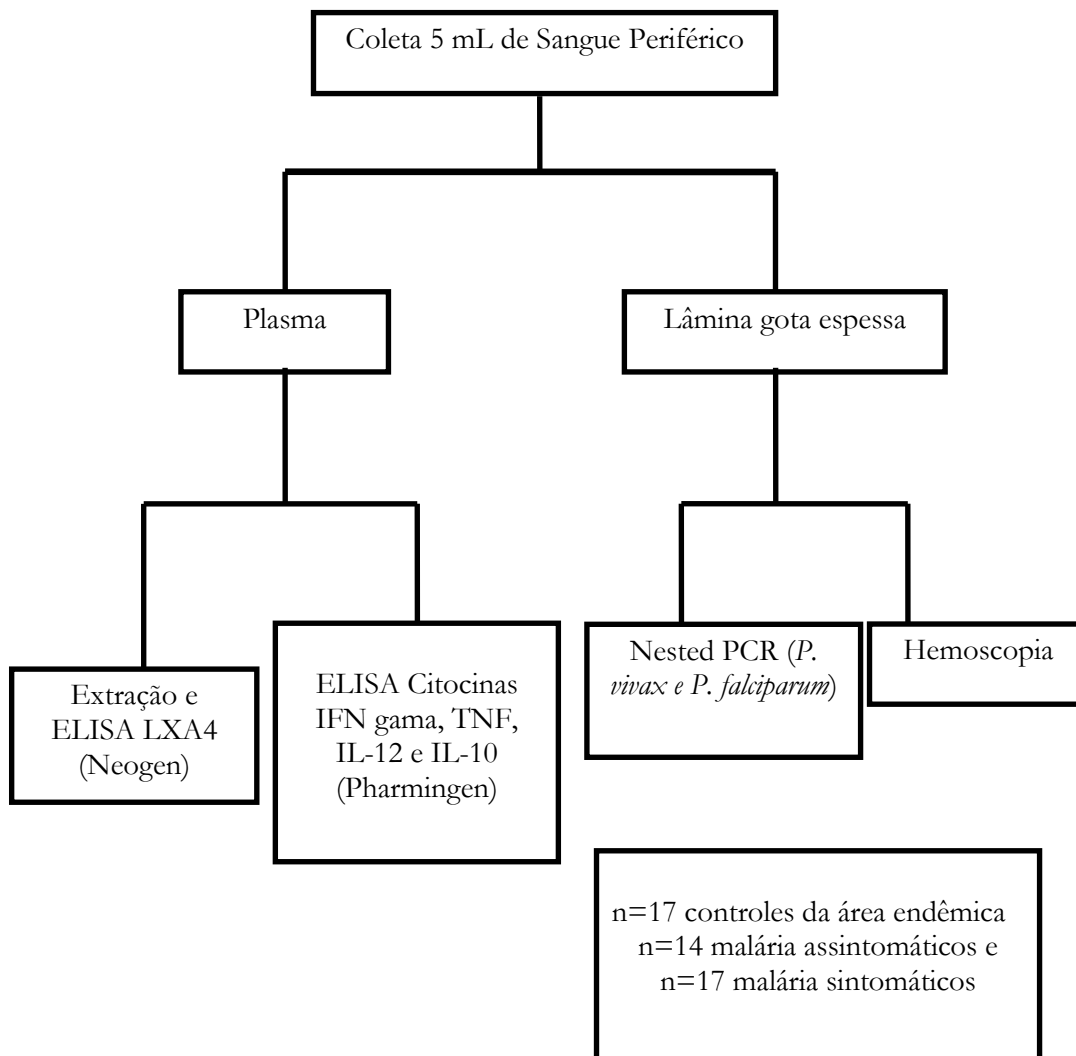 Coleta 5 mL de Sangue Periférico
Plasma
Lâmina gota espessa
Extração e
ELISA LXA4
(Neogen)
ELISA Citocinas
IFN gama, TNF,
IL-12 e IL-10
(Pharmingen)
Nested PCR (P.
vivax e P. falciparum)
Hemoscopia
n=17 controles da área endêmica
n=14 malária assintomáticos e
n=17 malária sintomáticos